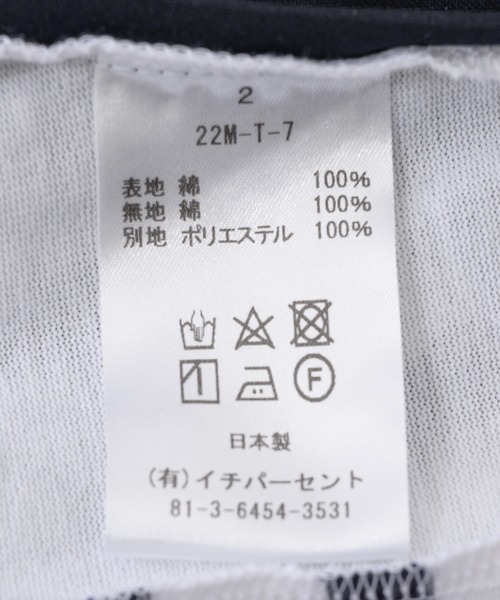 2
22M-T-7
表地 綿 100%
無地 綿 100%
別地 ポリエステル 100%
F
日本製
(有)イチパーセント
81-3-6454-3531